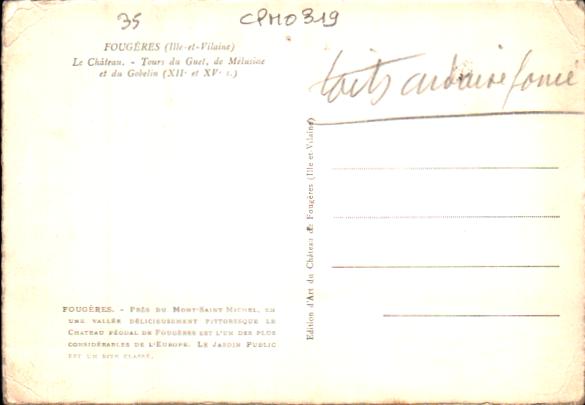 35
CPM0319
FOUGÈRES (Ille-et-Vilaine)
Le Château. - Tours du Guet, de Mélusine
et du Gobelin (XIIe et XVe s.)
toits ardoise foncé
Edition d'Art du Château de Fougères (Ille-et-Vilaine)
FOUGÈRES. - PRÈS DU MONT-SAINT MICHEL, EN
UNE VALLÉE DÉLICIEUSEMENT PITTORESQUE LE
CHATEAU FÉODAL DE FOUGÈRES EST L'UN DES PLUS
CONSIDÉRABLES DE L'EUROPE. LE JARDIN PUBLIC
EST UN SITE CLASSÉ.